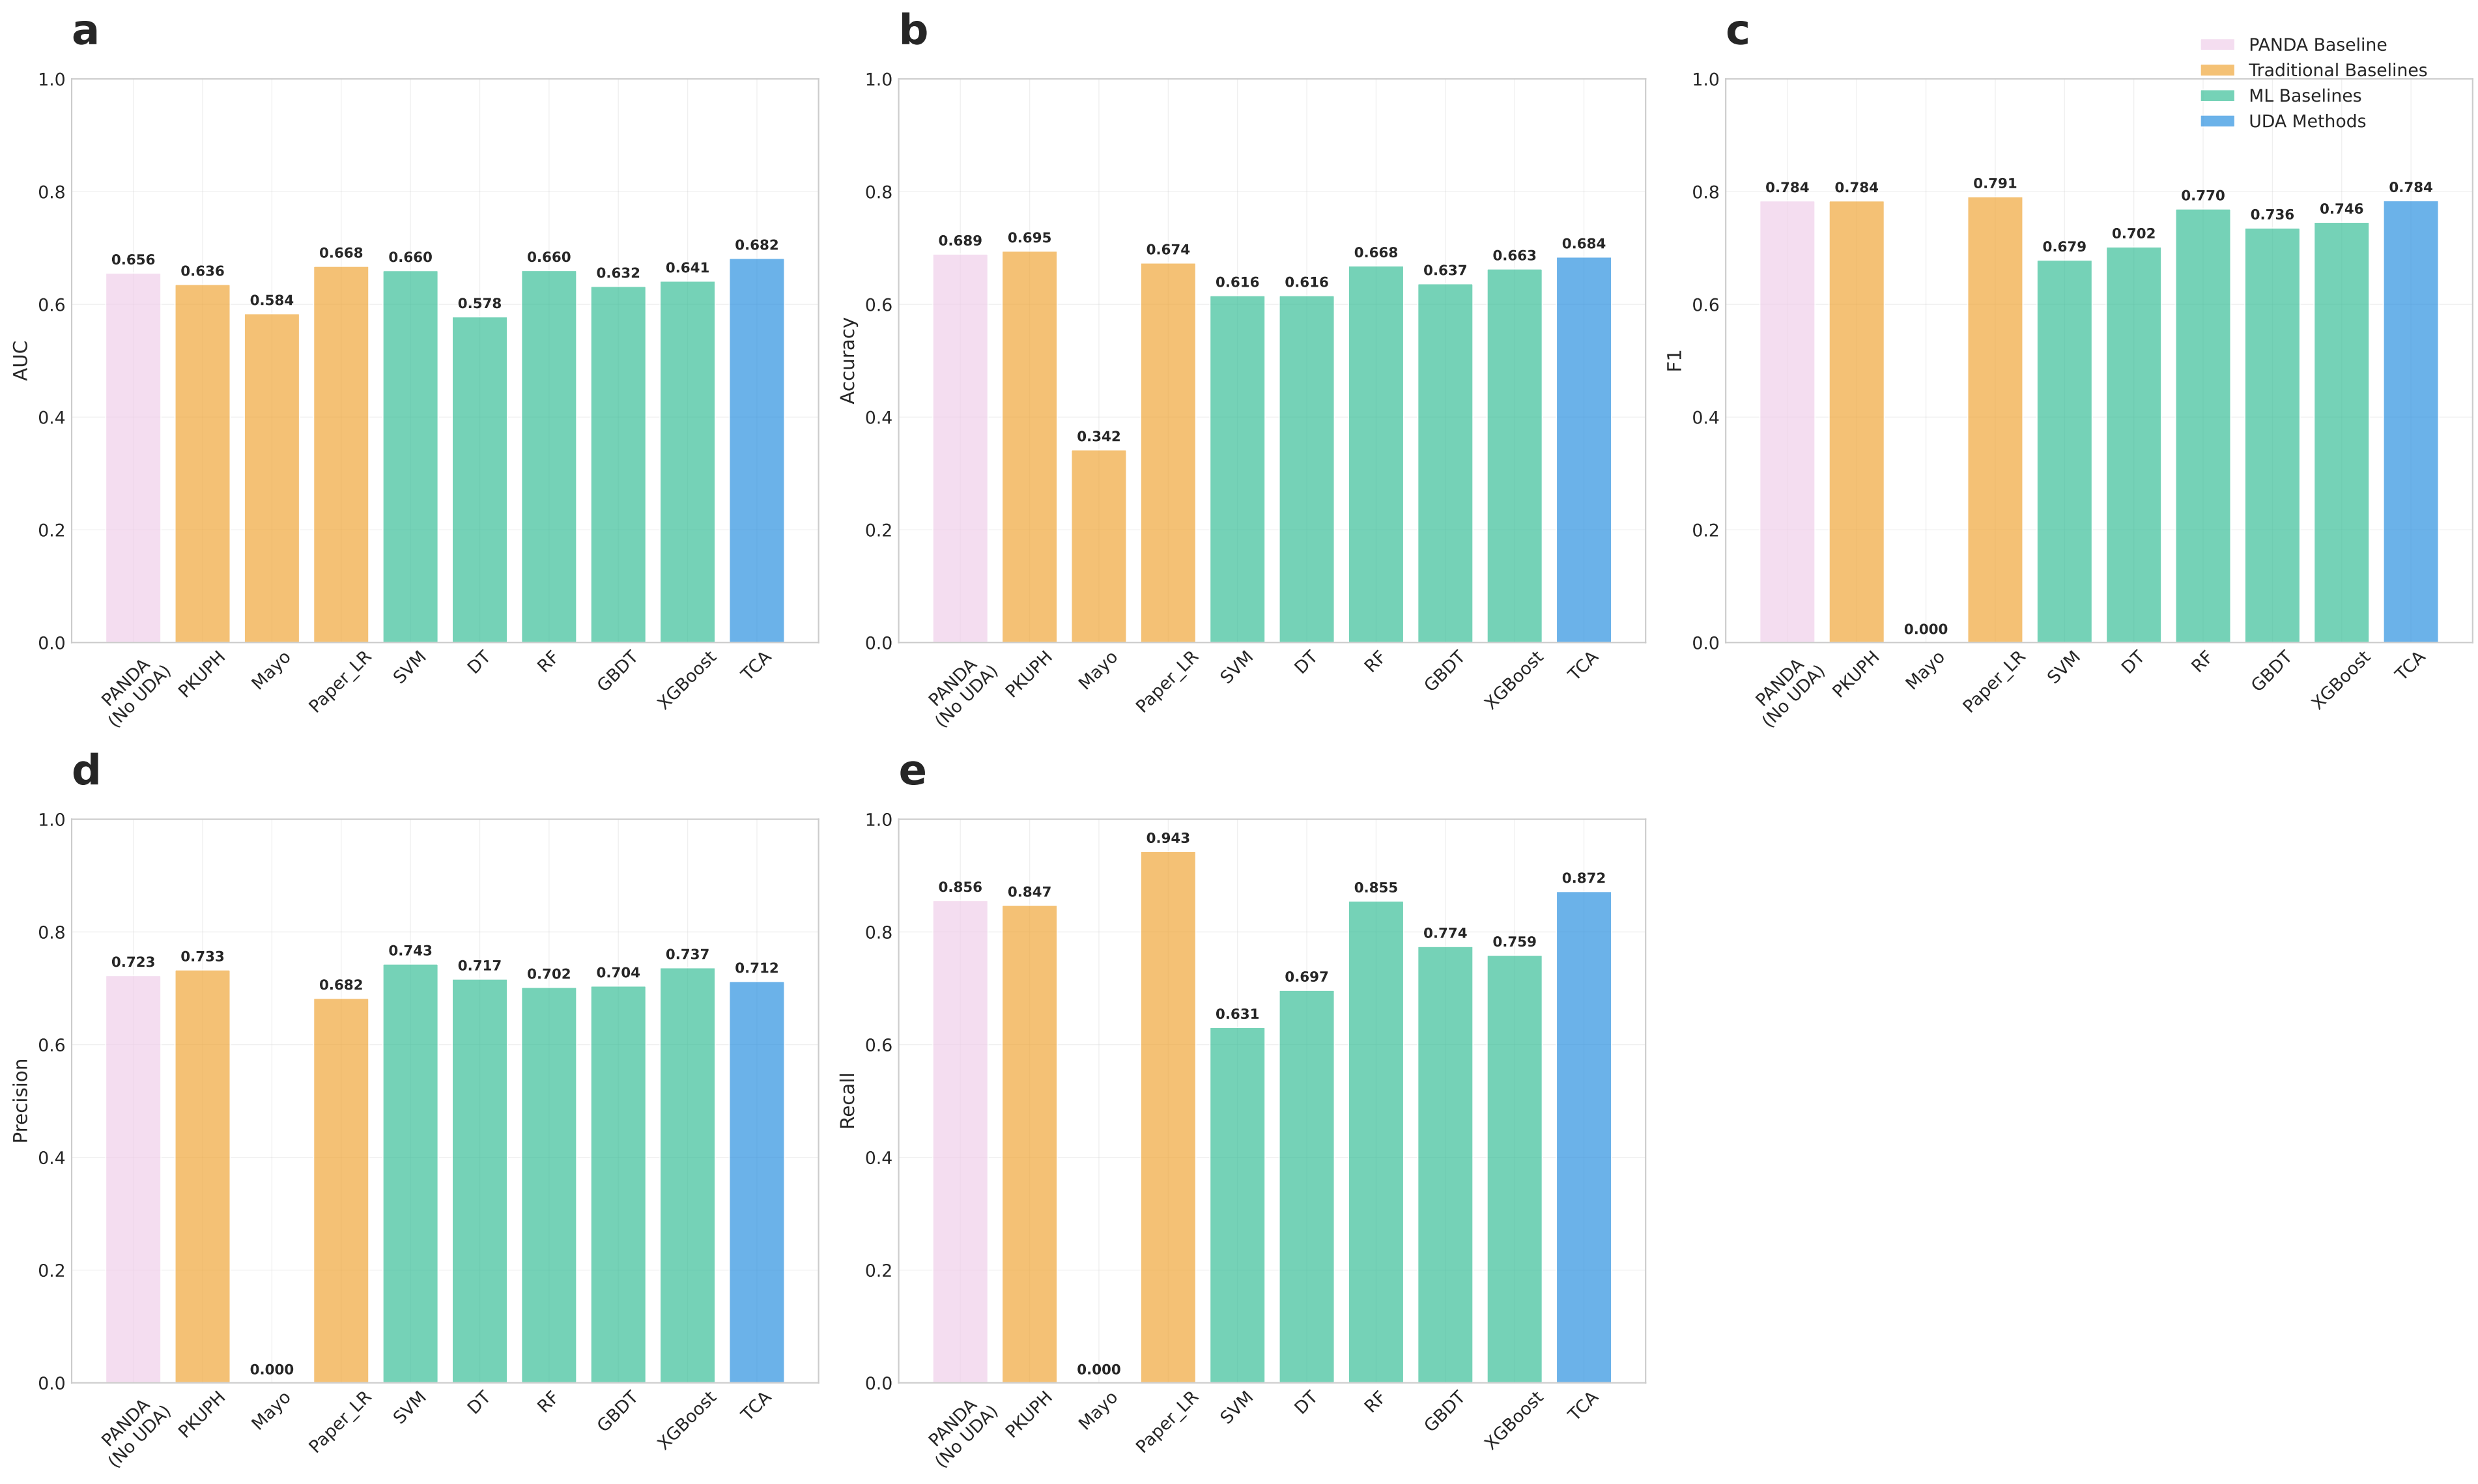 a
1.0
0.8
0.6
0.4
0.2
0.0
AUC
0.656
0.636
0.584
0.668
0.660
0.578
0.660
0.632
0.641
0.682
PANDA
(No UDA)
PKUPH
Mayo
Paper_LR
SVM
DT
RF
GBDT
XGBoost
TCA
b
1.0
0.8
0.6
0.4
0.2
0.0
Accuracy
0.689
0.695
0.342
0.674
0.616
0.616
0.668
0.637
0.663
0.684
PANDA
(No UDA)
PKUPH
Mayo
Paper_LR
SVM
DT
RF
GBDT
XGBoost
TCA
c
PANDA Baseline
Traditional Baselines
ML Baselines
UDA Methods
1.0
0.8
0.6
0.4
0.2
0.0
F1
0.784
0.784
0.000
0.791
0.679
0.702
0.770
0.736
0.746
0.784
PANDA
(No UDA)
PKUPH
Mayo
Paper_LR
SVM
DT
RF
GBDT
XGBoost
TCA
d
1.0
0.8
0.6
0.4
0.2
0.0
Precision
0.723
0.733
0.000
0.682
0.743
0.717
0.702
0.704
0.737
0.712
PANDA
(No UDA)
PKUPH
Mayo
Paper_LR
SVM
DT
RF
GBDT
XGBoost
TCA
e
1.0
0.8
0.6
0.4
0.2
0.0
Recall
0.856
0.847
0.000
0.943
0.631
0.697
0.855
0.774
0.759
0.872
PANDA
(No UDA)
PKUPH
Mayo
Paper_LR
SVM
DT
RF
GBDT
XGBoost
TCA